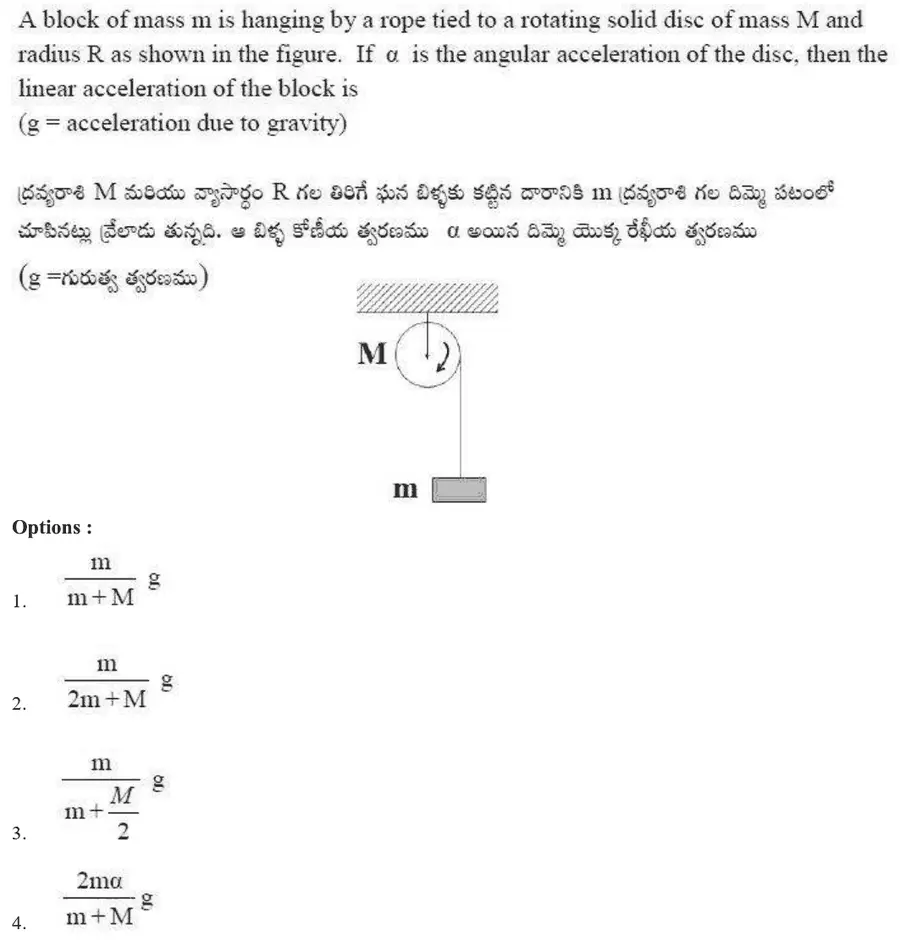 A block of mass m is hanging by a rope tied to a rotating solid disc of mass M and
radius R as shown in the figure. If α is the angular acceleration of the disc, then the
linear acceleration of the block is
(g = acceleration due to gravity)
ద్రవ్యరాశి M మరియు వ్యాసార్ధం R గల తిరిగే ఘన బిళ్ళకు కట్టిన దారానికి m ద్రవ్యరాశి గల దిమ్మె పటంలో
చూపినట్లు వ్రేలాడు తున్నది. ఆ బిళ్ళ కోణీయ త్వరణము α అయిన దిమ్మె యొక్క రేఖీయ త్వరణము
(g =గురుత్వ త్వరణము)
M
m
Options :
1. m/(m+M) g
2. m/(2m+M) g
3. m/(m+M/2) g
4. 2mα/(m+M) g